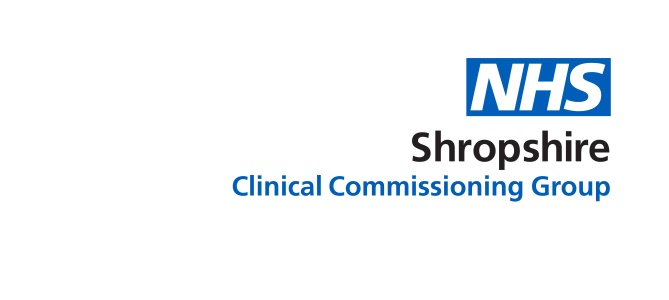 NHS
Shropshire
Clinical Commissioning Group